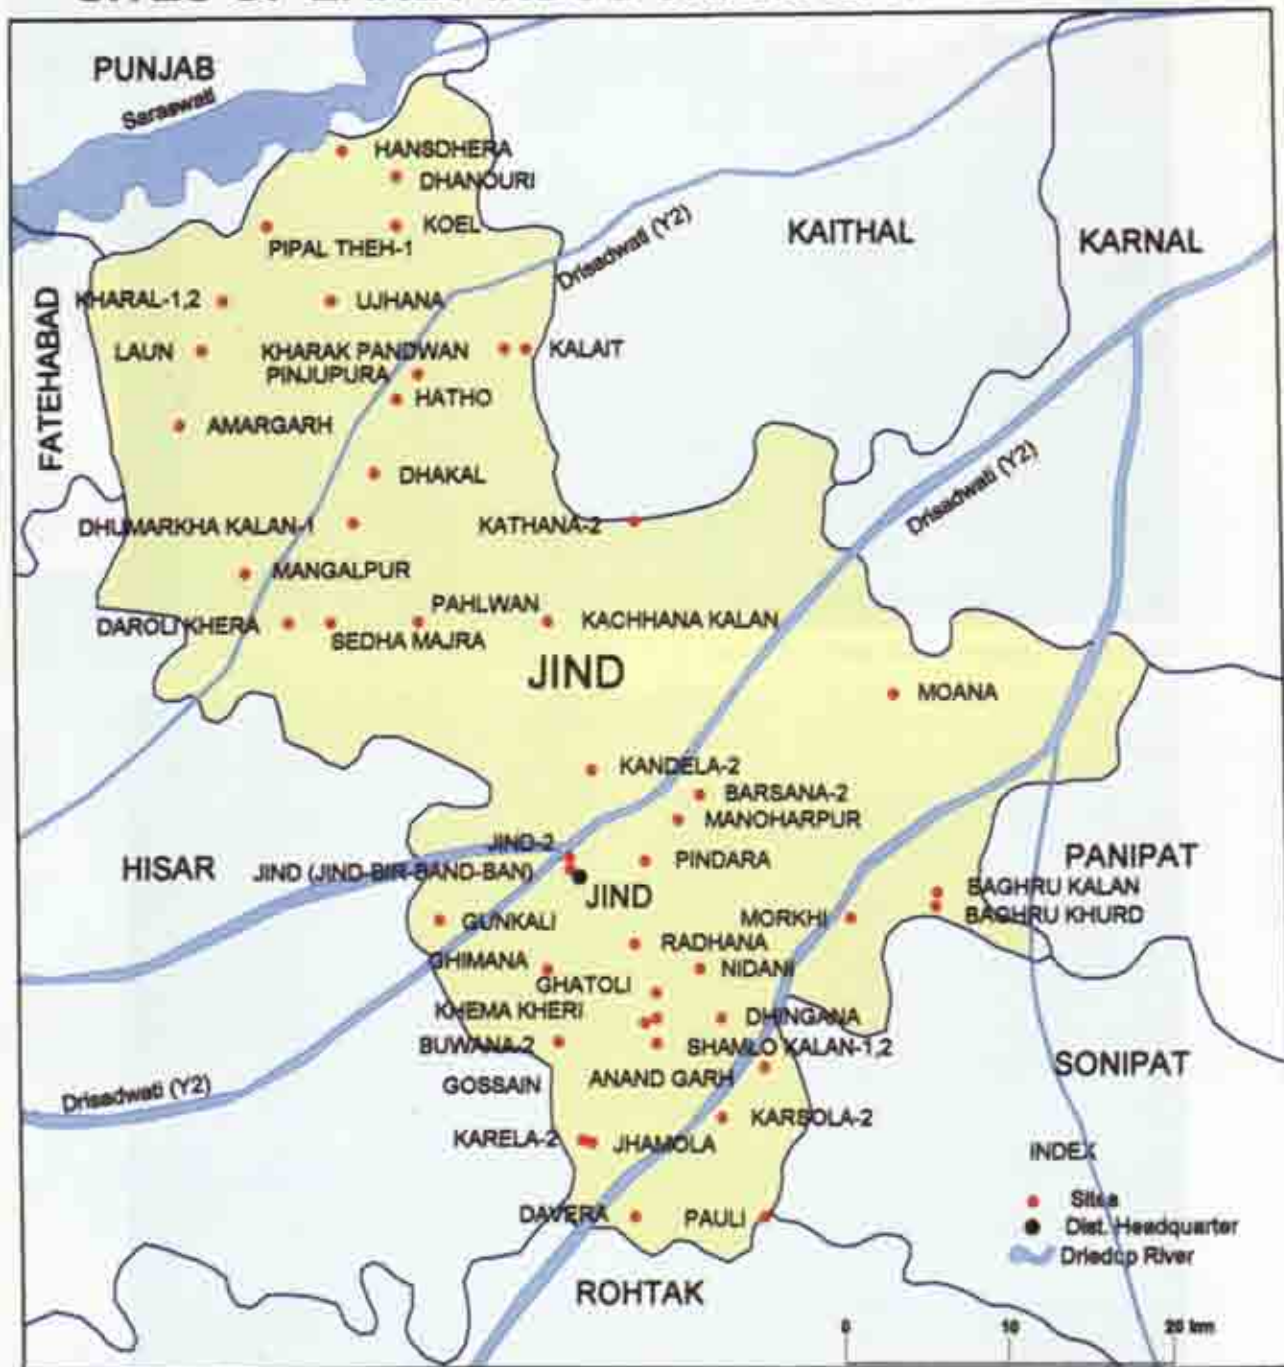 PUNJAB
Saraswati
HANSDHERA
DHANOURI
KOEL
PIPAL THEH-1
KAITHAL
KARNAL
Drisadwati (Y2)
FATEHABAD
KHARAL-1,2
UJHANA
LAUN
KHARAK PANDWAN
KALAIT
PINJUPURA
HATHO
AMARGARH
DHAKAL
Drisadwati (Y2)
DHUMARKHA KALAN-1
KATHANA-2
MANGALPUR
PAHLWAN
DAROLI KHERA
KACHHANA KALAN
SEDHA MAJRA
JIND
MOANA
KANDELA-2
BARSANA-2
MANOHARPUR
JIND-2
HISAR
JIND (JIND-BIR-BAND-BAN)
PINDARA
PANIPAT
JIND
BAGHRU KALAN
BAGHRU KHURD
GUNKALI
MORKHI
RADHANA
GHIMANA
NIDANI
GHATOLI
KHEMA KHERI
DHINGANA
BUWANA-2
SHAMLO KALAN-1,2
SONIPAT
ANAND GARH
GOSSAIN
Drisadwati (Y2)
KARSOLA-2
KARELA-2
JHAMOLA
INDEX
Sites
DAVERA
PAULI
Dist. Headquarter
Driedup River
ROHTAK
0 10 20 km